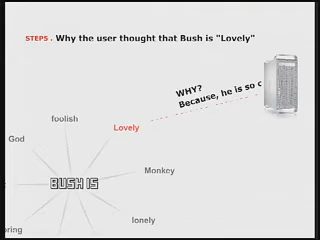 STEP5 . Why the user thought that Bush is "Lovely"
WHY?
Because, he is so
foolish
Lovely
God
Monkey
BUSH IS
lonely